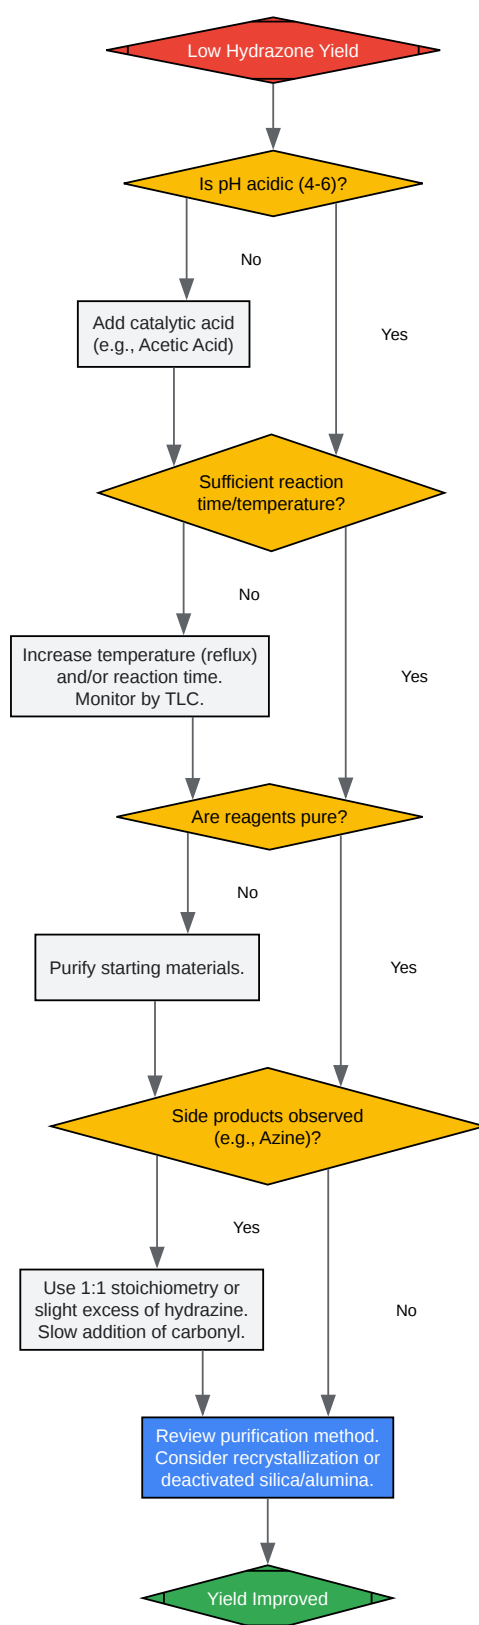 Low Hydrazone Yield
Is pH acidic (4-6)?
No
Add catalytic acid
(e.g., Acetic Acid)
Yes
Sufficient reaction
time/temperature?
No
Increase temperature (reflux)
and/or reaction time.
Monitor by TLC.
Yes
Are reagents pure?
No
Purify starting materials.
Yes
Side products observed
(e.g., Azine)?
Yes
Use 1:1 stoichiometry or
slight excess of hydrazine.
Slow addition of carbonyl.
No
Review purification method.
Consider recrystallization or
deactivated silica/alumina.
Yield Improved